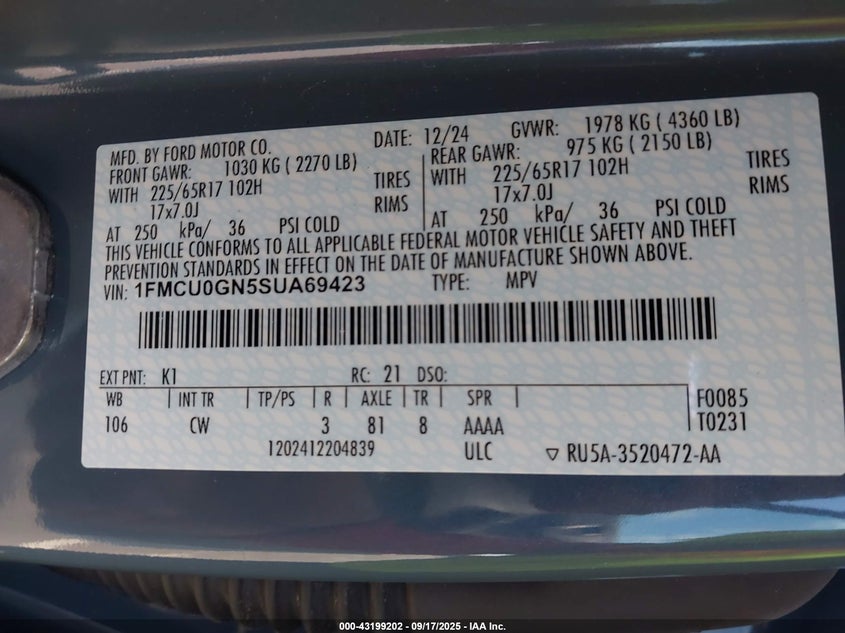 MFD. BY FORD MOTOR CO. DATE: 12/24 GVWR: 1978 KG ( 4360 LB)
FRONT GAWR: 1030 KG ( 2270 LB) REAR GAWR: 975 KG ( 2150 LB)
WITH 225/65R17 102H TIRES WITH 225/65R17 102H TIRES
17x7.0J RIMS 17x7.0J RIMS
AT 250 kPa/ 36 PSI COLD AT 250 kPa/ 36 PSI COLD
THIS VEHICLE CONFORMS TO ALL APPLICABLE FEDERAL MOTOR VEHICLE SAFETY AND THEFT
PREVENTION STANDARDS IN EFFECT ON THE DATE OF MANUFACTURE SHOWN ABOVE.
VIN: 1FMCU0GN5SUA69423 TYPE: MPV
EXT PNT: K1 RC: 21 DSO:
WB INT TR TP/PS R AXLE TR SPR F0085
106 CW 3 81 8 AAAA T0231
1202412204839 ULC ▽ RU5A-3520472-AA
000-43199202 - 09/17/2025 - IAA Inc.